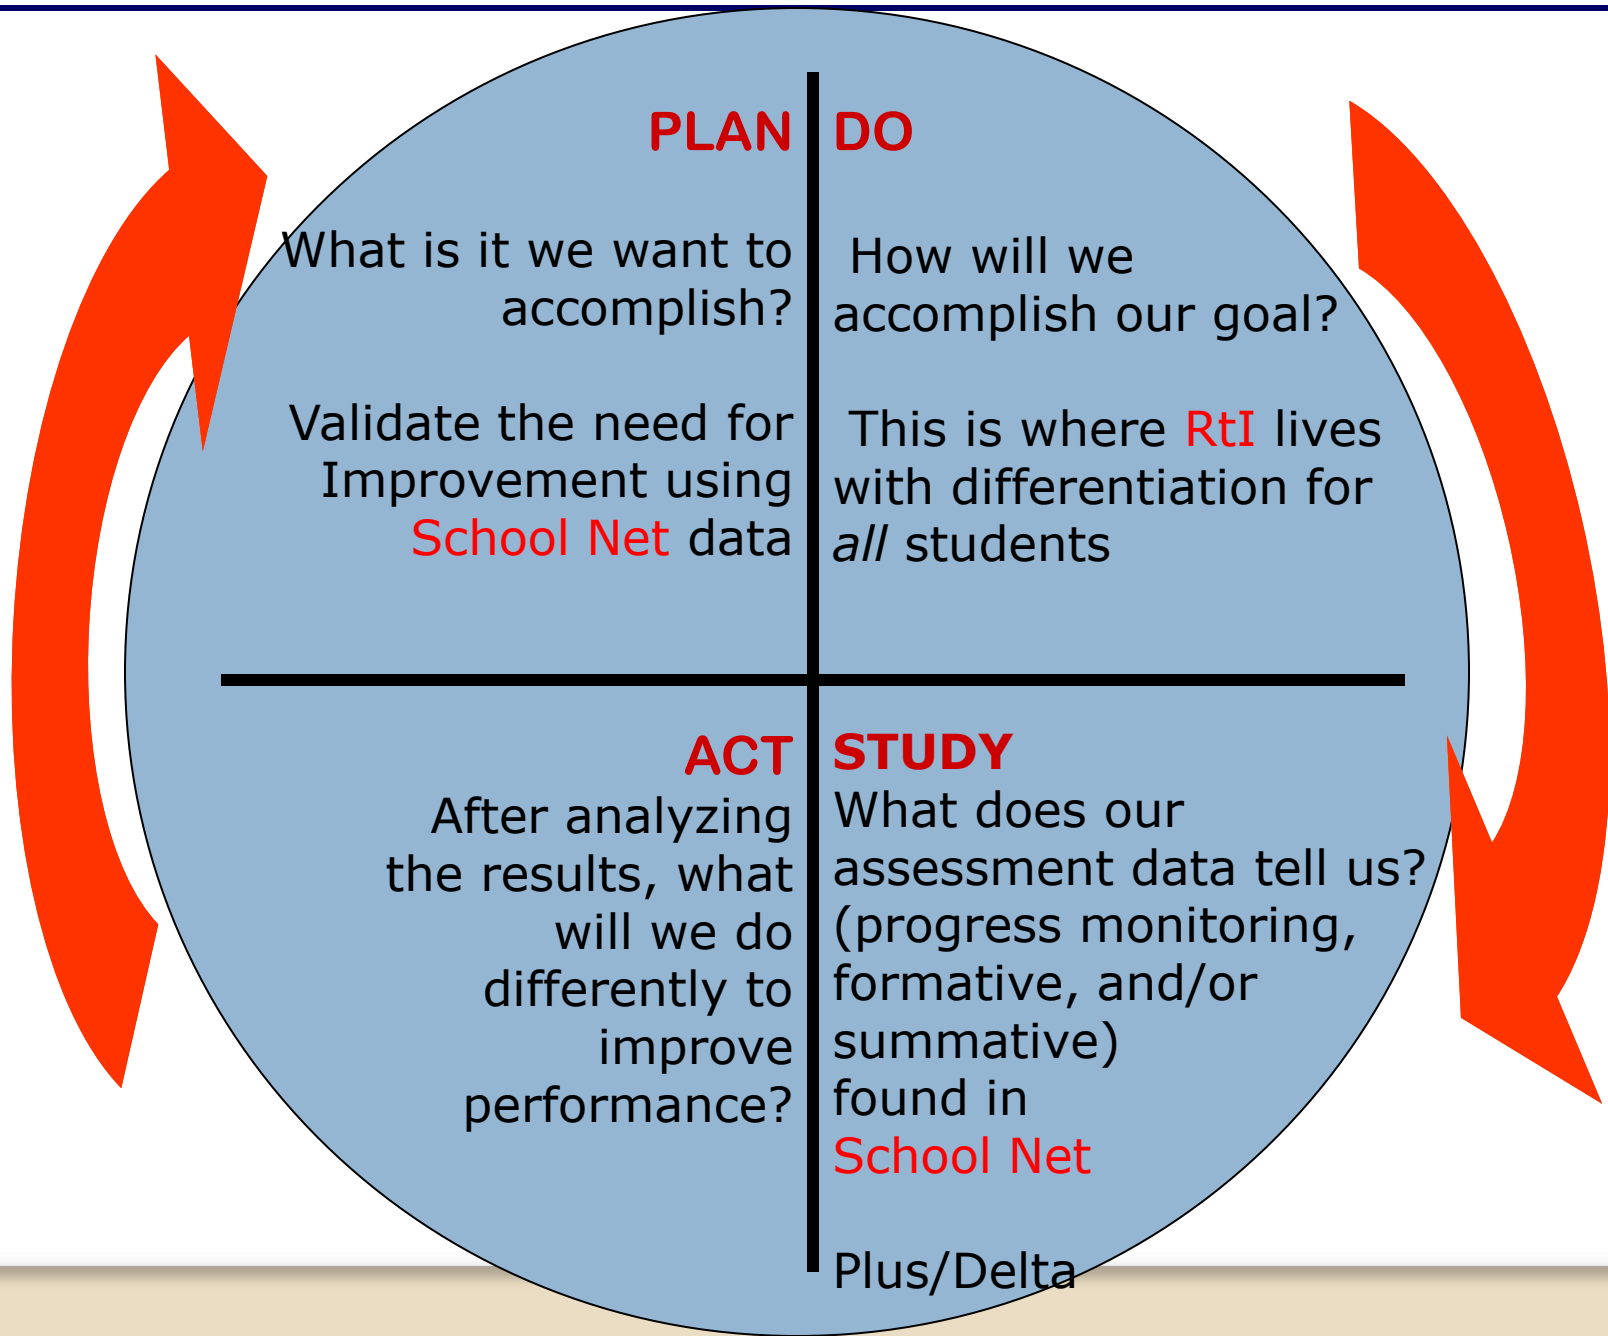 PLAN
What is it we want to
accomplish?
Validate the need for
Improvement using
School Net data
DO
How will we
accomplish our goal?
This is where RtI lives
with differentiation for
all students
ACT
After analyzing
the results, what
will we do
differently to
improve
performance?
STUDY
What does our
assessment data tell us?
(progress monitoring,
formative, and/or
summative)
found in
School Net
Plus/Delta